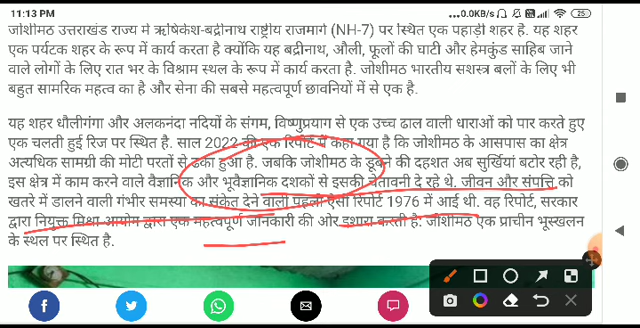 11:13 PM
...0.0KB/s
25
जोशीमठ उत्तराखंड राज्य में ऋषिकेश-बद्रीनाथ राष्ट्रीय राजमार्ग (NH-7) पर स्थित एक पहाड़ी शहर है. यह शहर
एक पर्यटक शहर के रूप में कार्य करता है क्योंकि यह बद्रीनाथ, औली, फूलों की घाटी और हेमकुंड साहिब जाने
वाले लोगों के लिए रात भर के विश्राम स्थल के रूप में कार्य करता है. जोशीमठ भारतीय सशस्त्र बलों के लिए भी
बहुत सामरिक महत्व का है और सेना की सबसे महत्वपूर्ण छावनियों में से एक है.
यह शहर धौलीगंगा और अलकनंदा नदियों के संगम, विष्णुप्रयाग से एक उच्च ढाल वाली धाराओं को पार करते हुए
एक चलती हुई रिज पर स्थित है. साल 2022 की एक रिपोर्ट में कहा गया है कि जोशीमठ के आसपास का क्षेत्र
अत्यधिक सामग्री की मोटी परतों से ढका हुआ है. जबकि जोशीमठ के डूबने की दहशत अब सुर्खियां बटोर रही है,
इस क्षेत्र में काम करने वाले वैज्ञानिक और भूवैज्ञानिक दशकों से इसकी चेतावनी दे रहे थे. जीवन और संपत्ति को
खतरे में डालने वाली गंभीर समस्या का संकेत देने वाली पहली ऐसी रिपोर्ट 1976 में आई थी. वह रिपोर्ट, सरकार
द्वारा नियुक्त मिश्रा आयोग द्वारा एक महत्वपूर्ण जानकारी की ओर इशारा करती है: जोशीमठ एक प्राचीन भूस्खलन
के स्थल पर स्थित है.